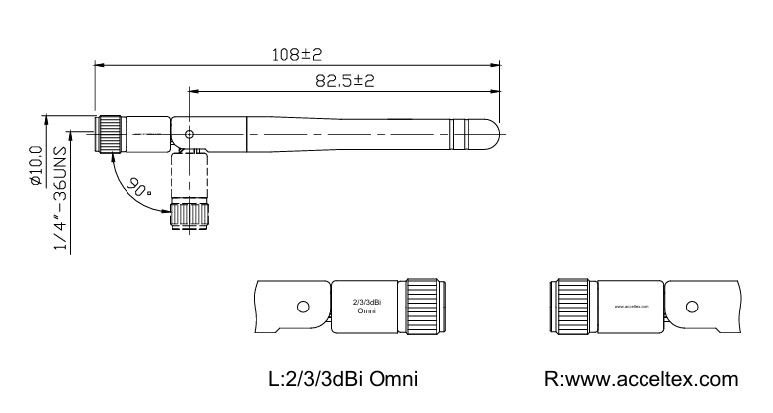 108±2
82,5±2
Ø10.0
1/4"-36UNS
90°
2/3/3dBi
Omni
www.acceltex.com
L:2/3/3dBi Omni
R:www.acceltex.com